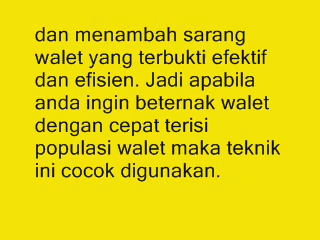 dan menambah sarang
walet yang terbukti efektif
dan efisien. Jadi apabila
anda ingin beternak walet
dengan cepat terisi
populasi walet maka teknik
ini cocok digunakan.